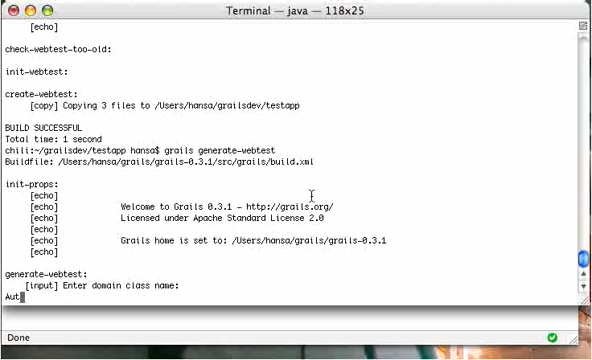 Terminal — java — 118x25
[echo]
check-webtest-too-old:
init-webtest:
create-webtest:
[copy] Copying 3 files to /Users/hansa/grailsdev/testapp
BUILD SUCCESSFUL
Total time: 1 second
chili:~/grailsdev/testapp hansa$ grails generate-webtest
Buildfile: /Users/hansa/grails/grails-0.3.1/src/grails/build.xml
init-props:
[echo]
[echo] Welcome to Grails 0.3.1 - http://grails.org/
[echo] Licensed under Apache Standard License 2.0
[echo]
[echo] Grails home is set to: /Users/hansa/grails/grails-0.3.1
[echo]
generate-webtest:
[input] Enter domain class name:
Aut
Done